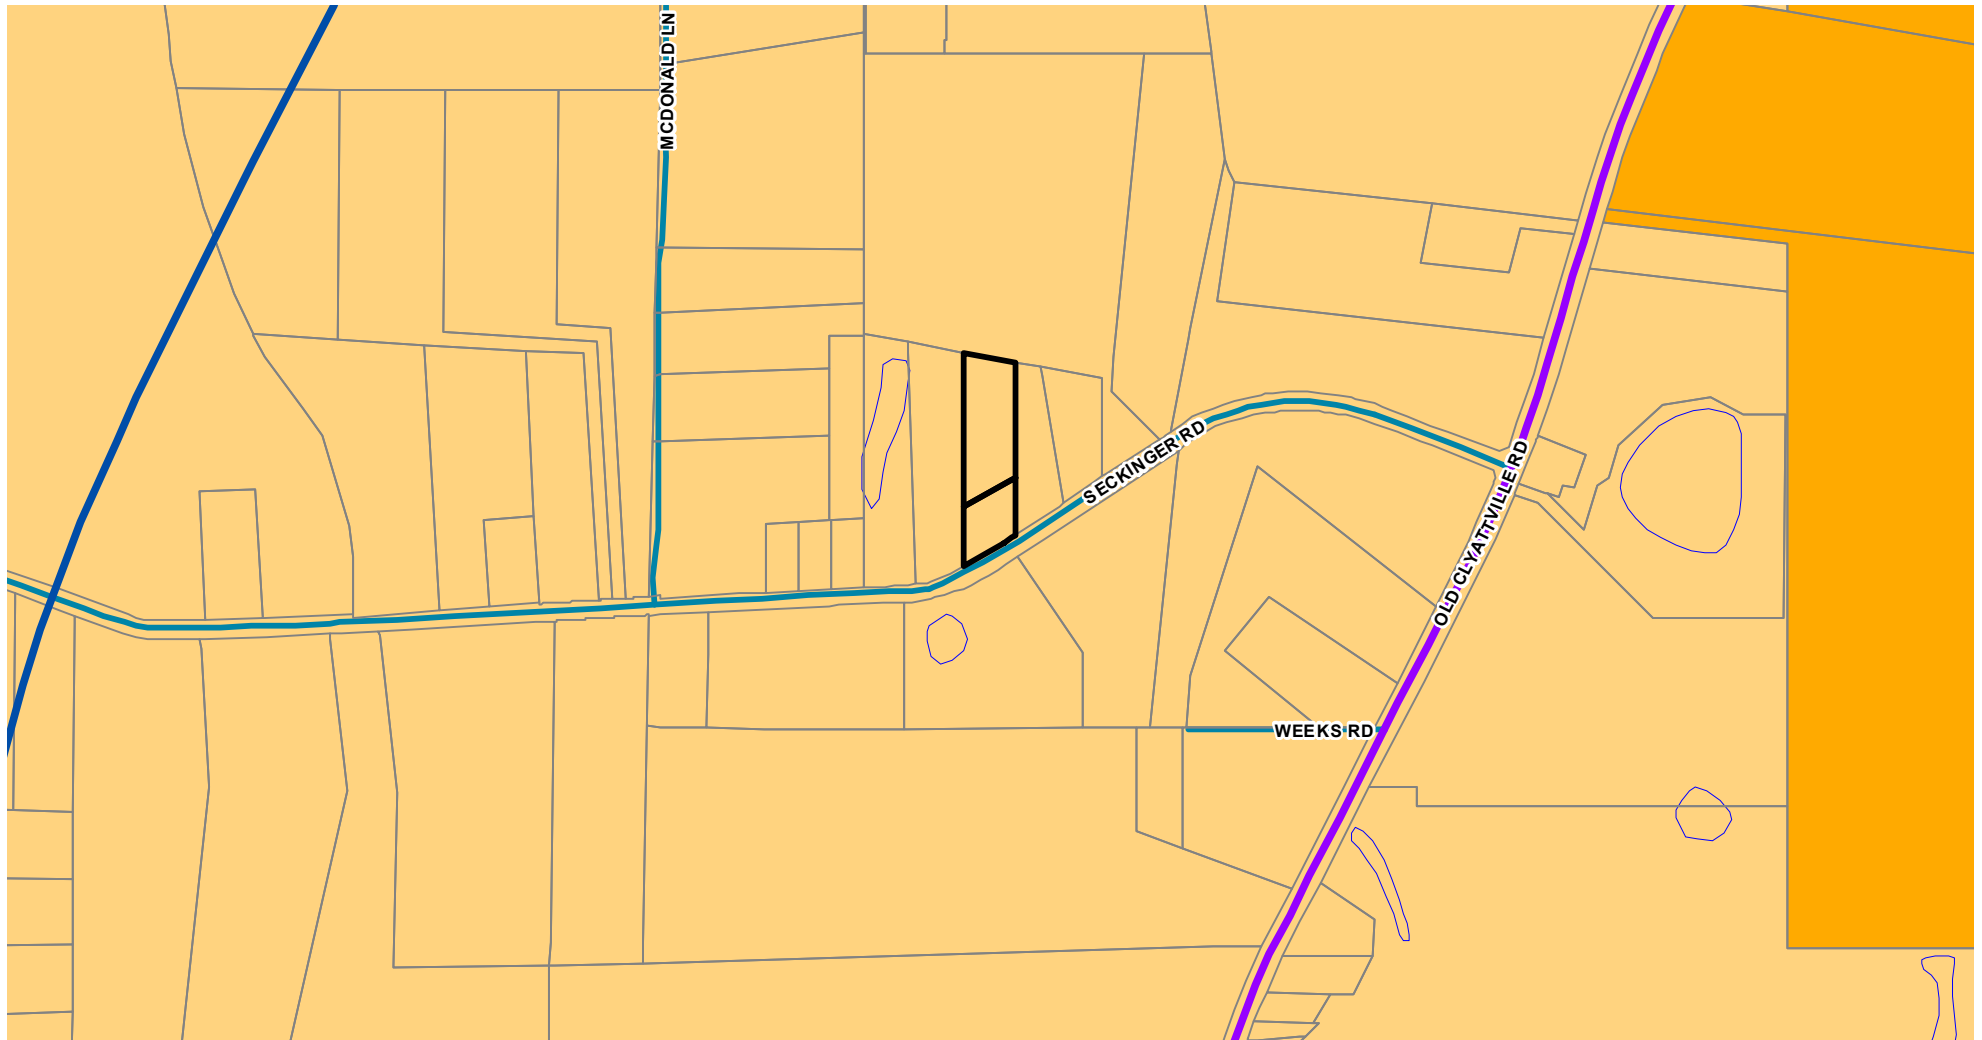 MCDONALD LN
SECKINGER RD
OLD CLYATTVILLE RD
WEEKS RD